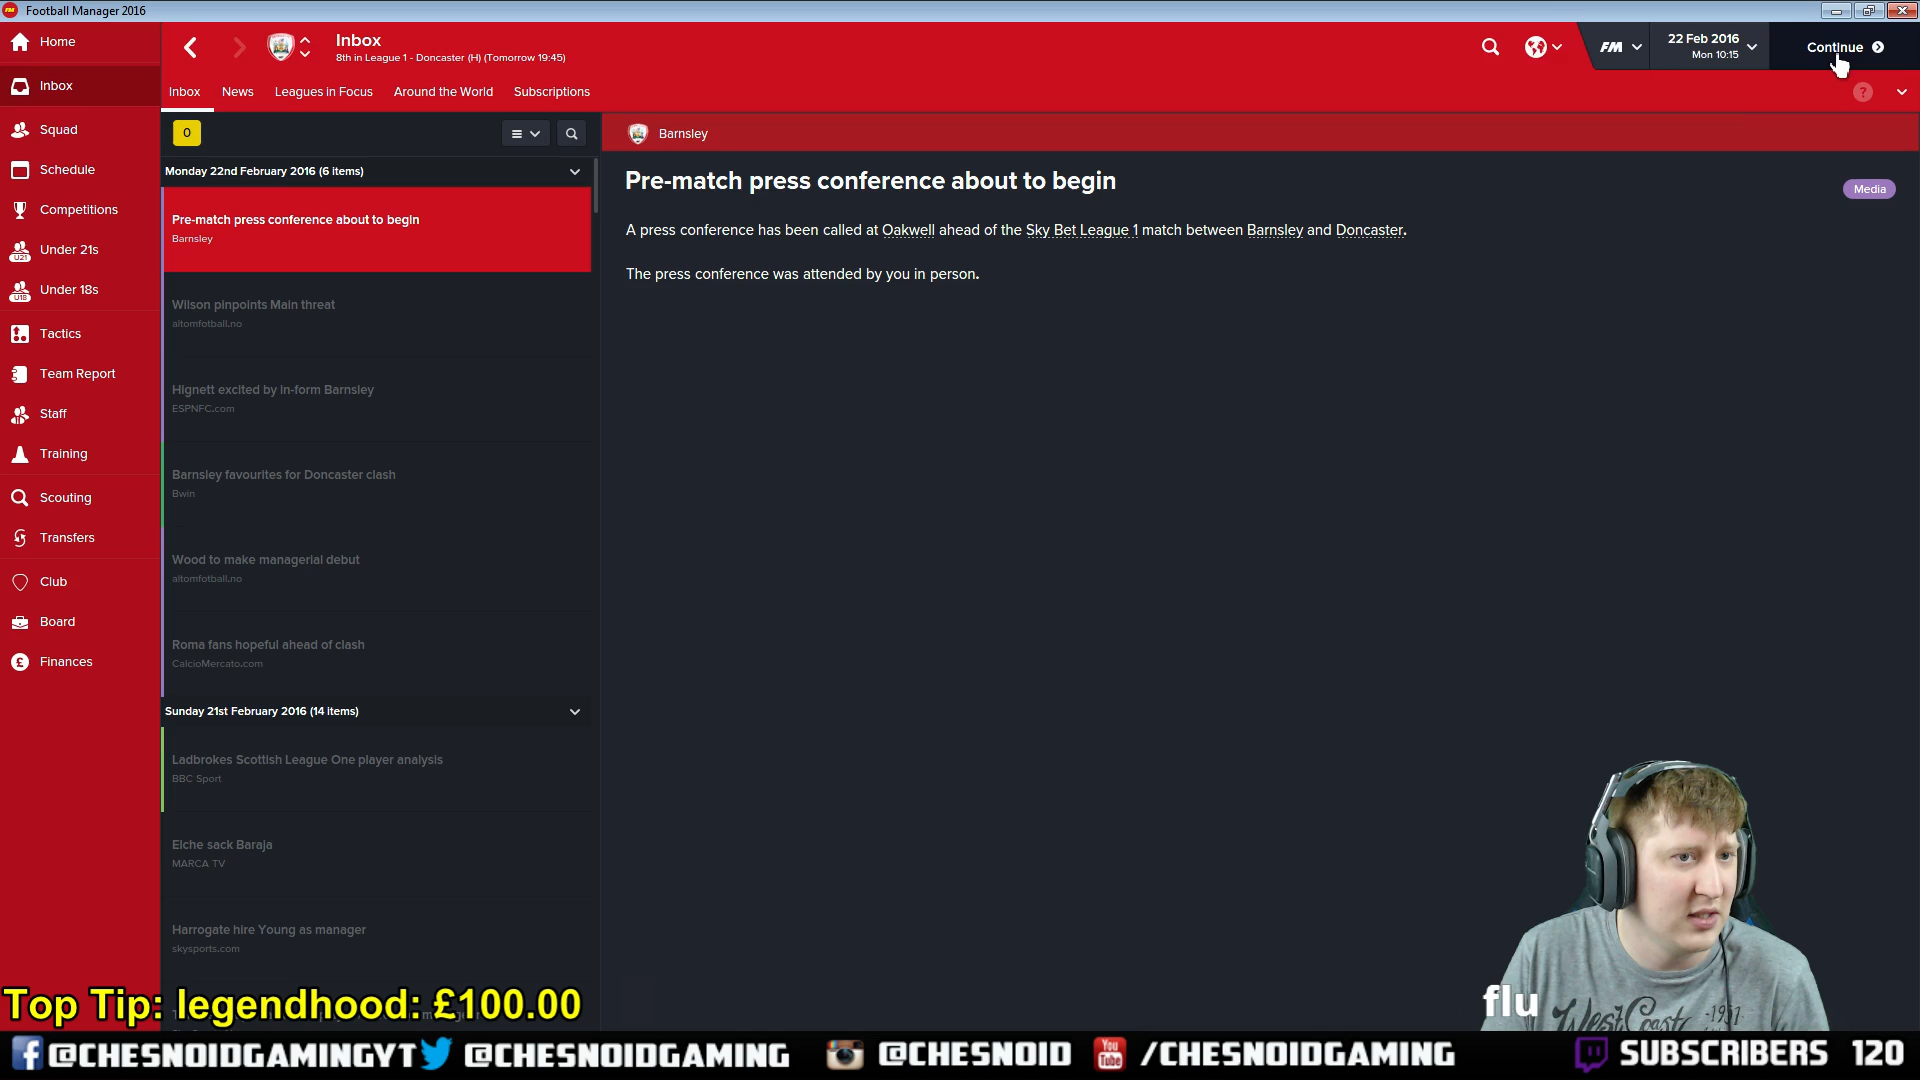 Football Manager 2016
Home
Inbox
Squad
Schedule
Competitions
Under 21s
Under 18s
Tactics
Team Report
Staff
Training
Scouting
Transfers
Club
Board
Finances
Inbox
8th in League 1 - Doncaster (H) (Tomorrow 19:45)
FM
22 Feb 2016
Mon 10:15
Continue
Inbox News Leagues in Focus Around the World Subscriptions
?
0
Monday 22nd February 2016 (6 items)
Pre-match press conference about to begin
Barnsley
Wilson pinpoints Main threat
altomfotball.no
Hignett excited by in-form Barnsley
ESPNFC.com
Barnsley favourites for Doncaster clash
Bwin
Wood to make managerial debut
altomfotball.no
Roma fans hopeful ahead of clash
CalcioMercato.com
Sunday 21st February 2016 (14 items)
Ladbrokes Scottish League One player analysis
BBC Sport
Elche sack Baraja
MARCA TV
Harrogate hire Young as manager
skysports.com
Barnsley
Pre-match press conference about to begin
Media
A press conference has been called at Oakwell ahead of the Sky Bet League 1 match between Barnsley and Doncaster.
The press conference was attended by you in person.
Top Tip: legendhood: £100.00
flu
West Coast
-1951
@CHESNOIDGAMINGYT @CHESNOIDGAMING @CHESNOID You Tube /CHESNOIDGAMING SUBSCRIBERS 120